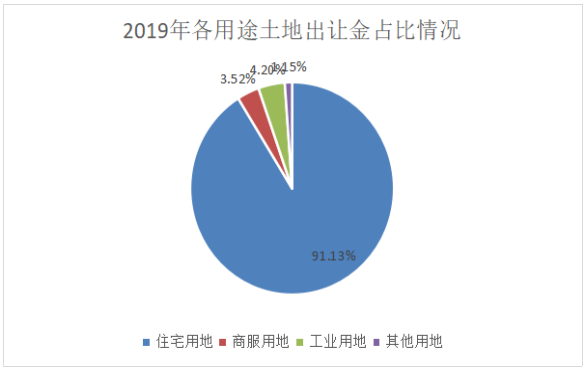 2019年各用途土地出让金占比情况
3.52%
4.20%
1.15%
91.13%
住宅用地 商服用地 工业用地 其他用地